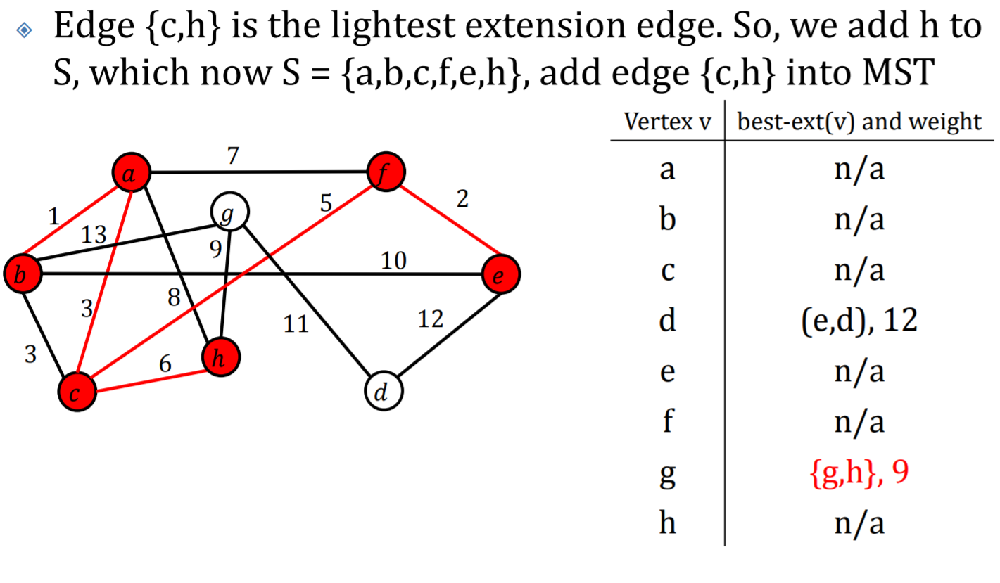 Edge {c,h} is the lightest extension edge. So, we add h to
S, which now S = {a,b,c,f,e,h}, add edge {c,h} into MST
Vertex v best-ext(v) and weight
a n/a
b n/a
c n/a
d (e,d), 12
e n/a
f n/a
g {g,h}, 9
h n/a
7
a
f
5
2
g
1
13
9
10
b
e
3
8
11
12
3
6
h
c
d